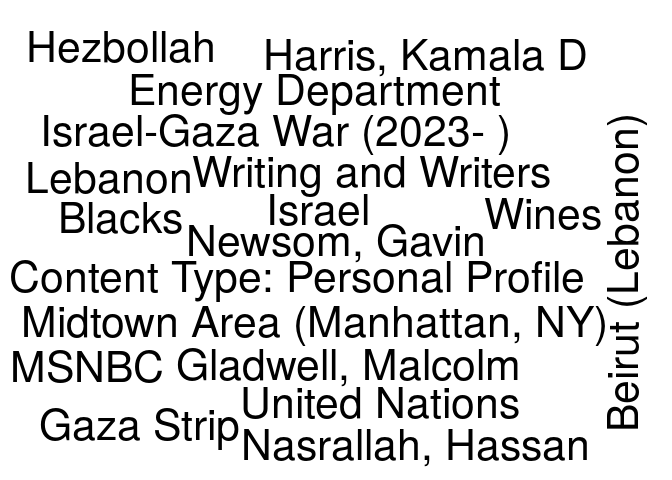 Hezbollah
Harris, Kamala D
Energy Department
Israel-Gaza War (2023- )
Lebanon
Writing and Writers
Blacks
Israel
Wines
Newsom, Gavin
Content Type: Personal Profile
Midtown Area (Manhattan, NY)
MSNBC
Gladwell, Malcolm
Gaza Strip
United Nations
Nasrallah, Hassan
Beirut (Lebanon)